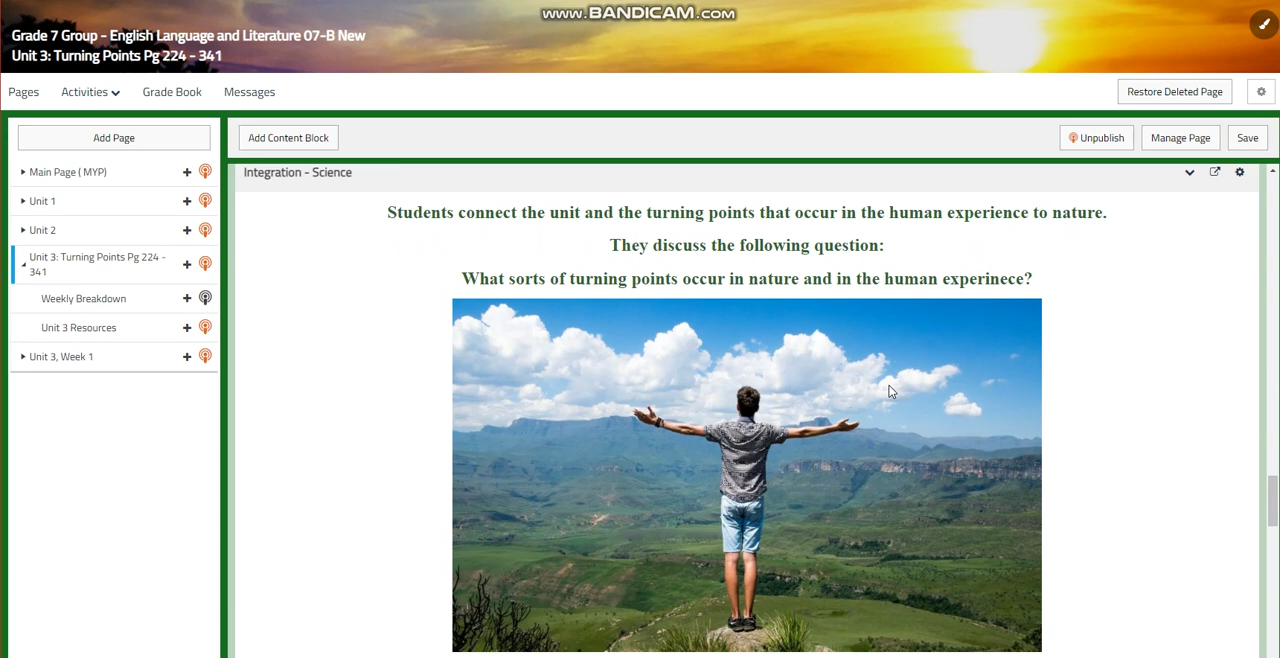 www.BANDICAM.com
Grade 7 Group - English Language and Literature 07-B New
Unit 3: Turning Points Pg 224 - 341
Pages
Activities
Grade Book
Messages
Restore Deleted Page
Add Page
Add Content Block
Unpublish
Manage Page
Save
Main Page ( MYP)
Unit 1
Unit 2
Unit 3: Turning Points Pg 224 -
341
Weekly Breakdown
Unit 3 Resources
Unit 3, Week 1
Integration - Science
Students connect the unit and the turning points that occur in the human experience to nature.
They discuss the following question:
What sorts of turning points occur in nature and in the human experinece?